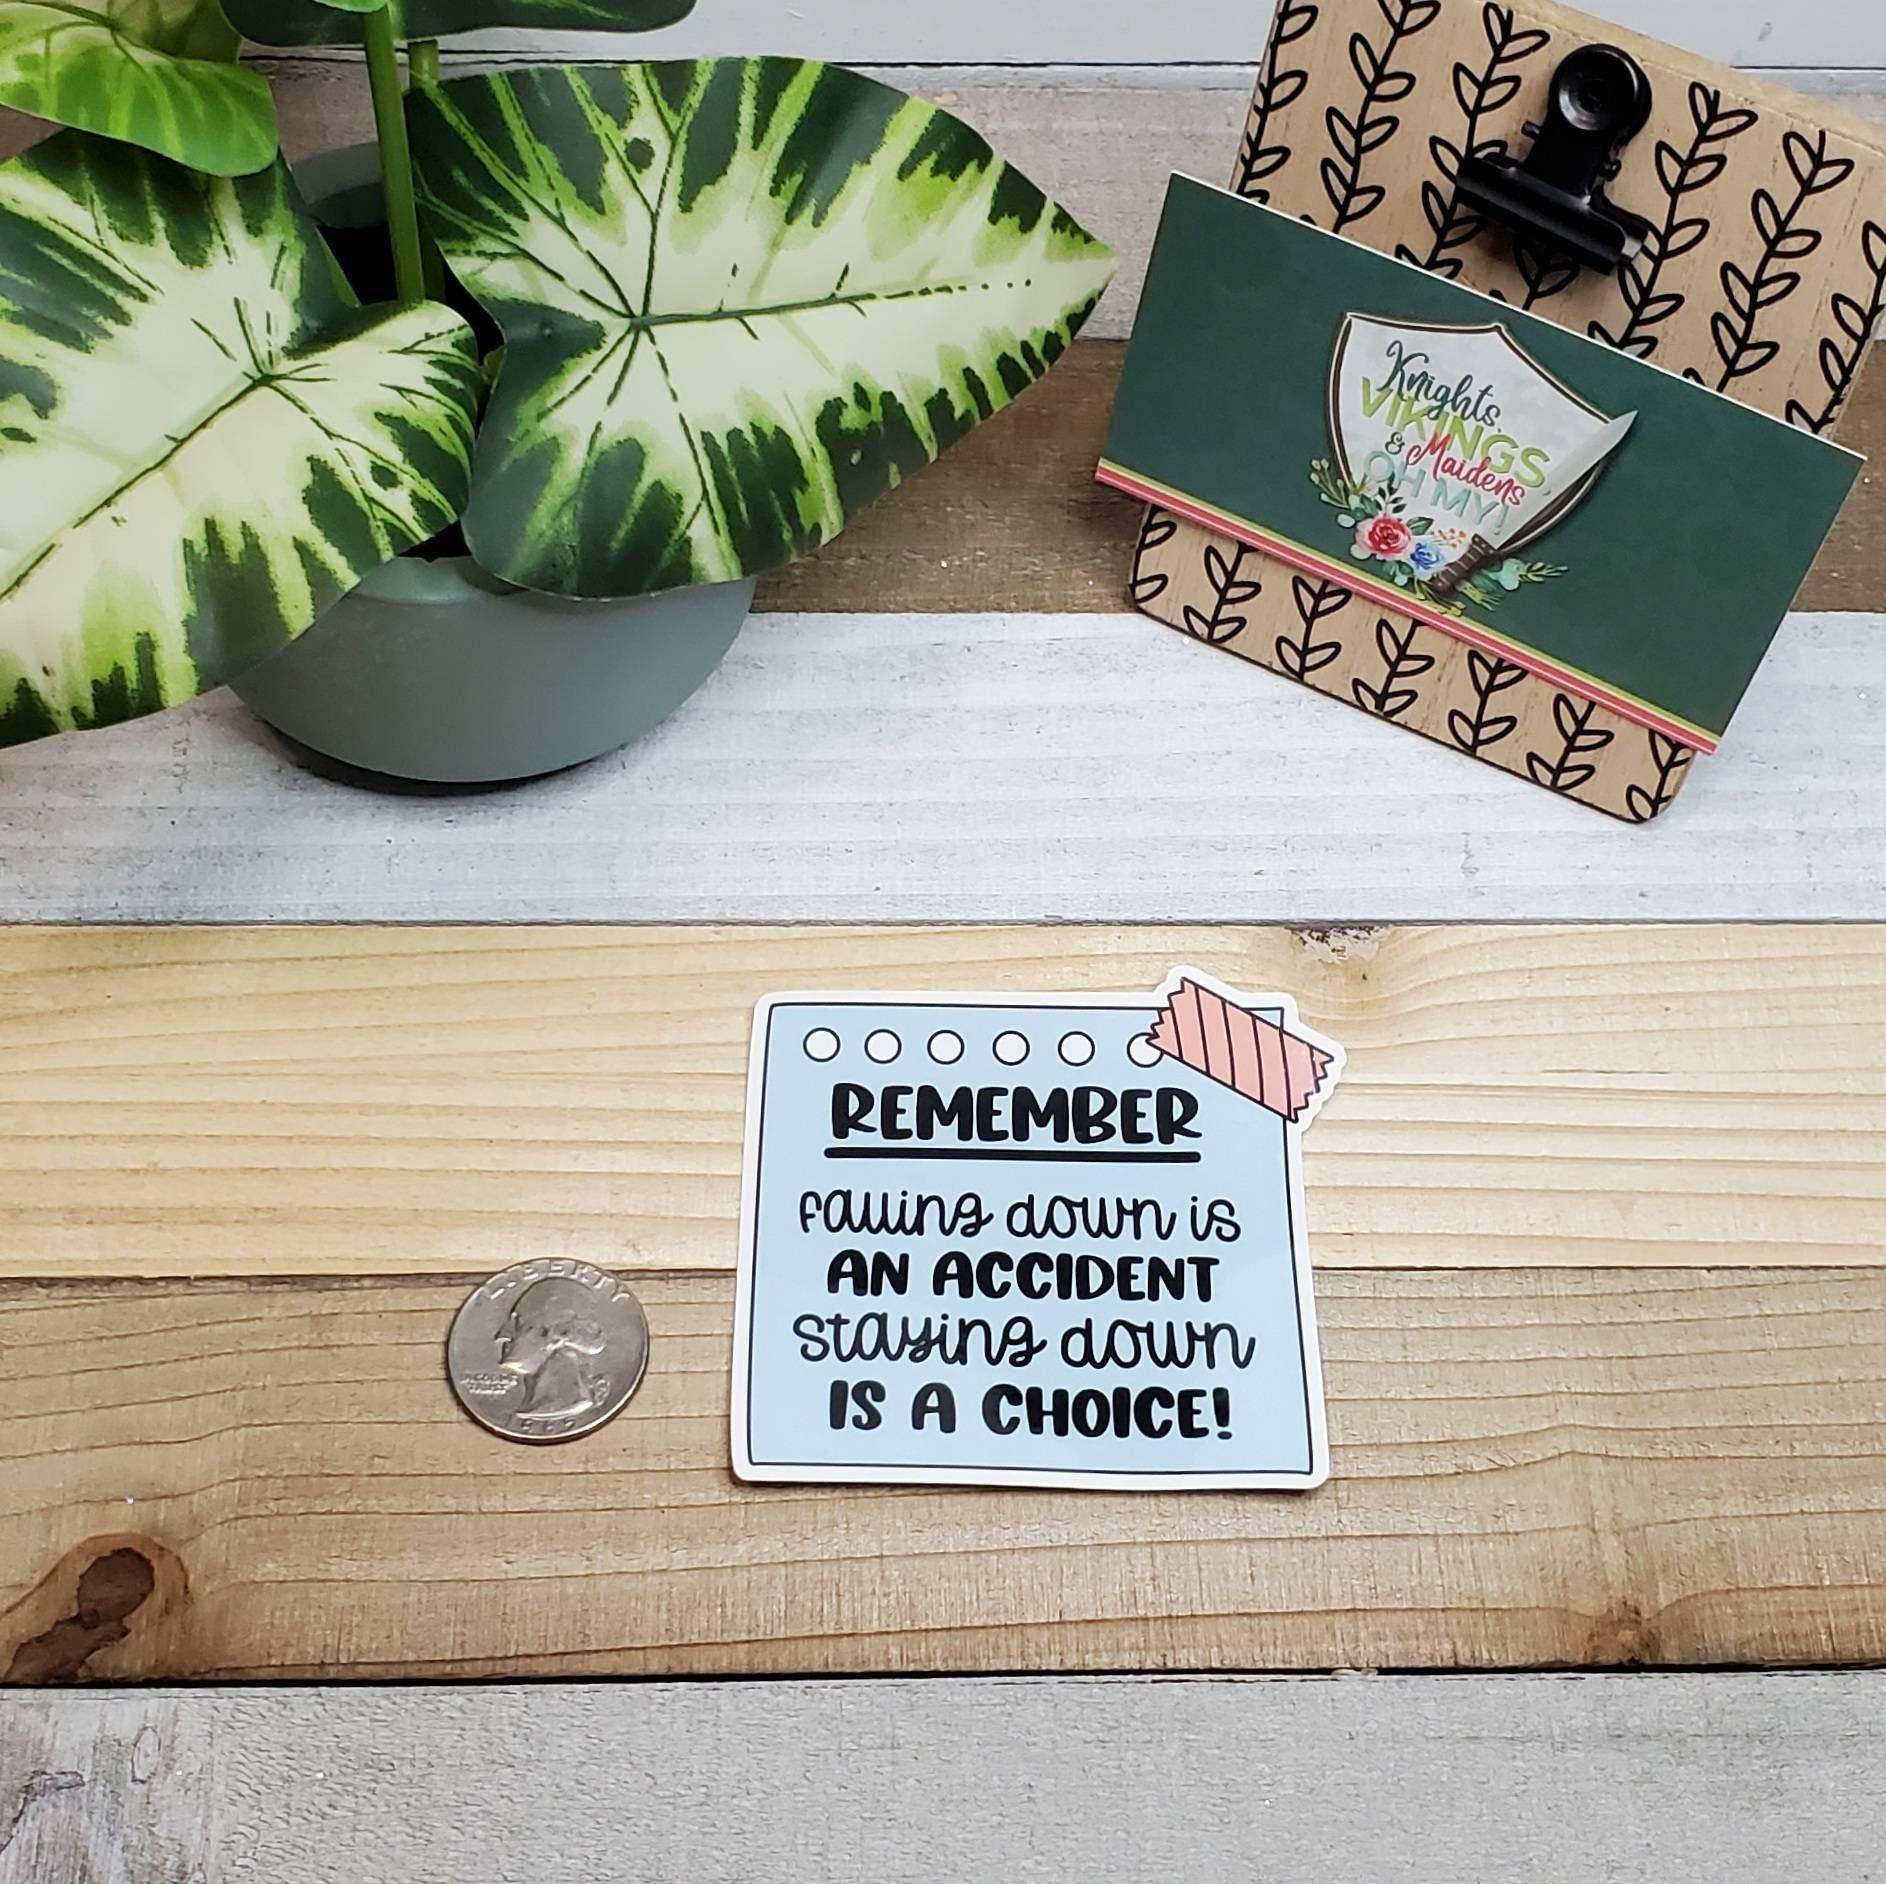 Knights,
VIKINGS,
& Maidens
OH MY!
REMEMBER
falling down is
AN ACCIDENT
staying down
IS A CHOICE!
LIBERTY